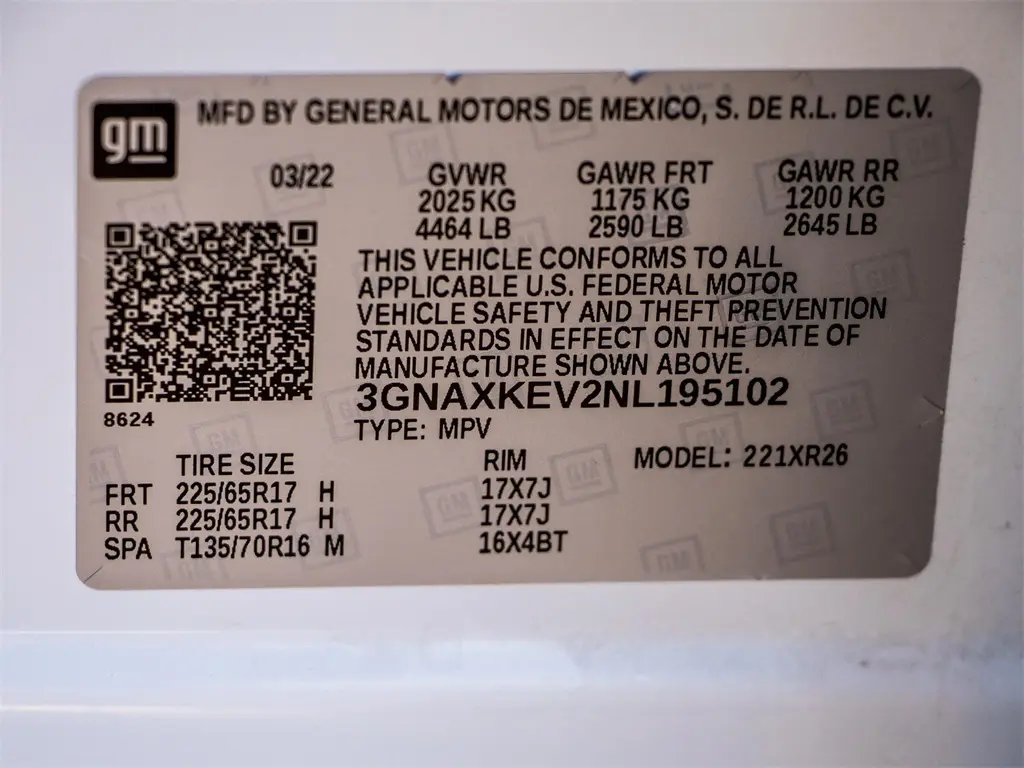 gm MFD BY GENERAL MOTORS DE MEXICO, S. DE R.L. DE C.V.
03/22 GVWR GAWR FRT GAWR RR
2025 KG 1175 KG 1200 KG
4464 LB 2590 LB 2645 LB
THIS VEHICLE CONFORMS TO ALL
APPLICABLE U.S. FEDERAL MOTOR
VEHICLE SAFETY AND THEFT PREVENTION
STANDARDS IN EFFECT ON THE DATE OF
MANUFACTURE SHOWN ABOVE.
3GNAXKEV2NL195102
8624
TYPE: MPV
TIRE SIZE RIM MODEL: 221XR26
FRT 225/65R17 H 17X7J
RR 225/65R17 H 17X7J
SPA T135/70R16 M 16X4BT